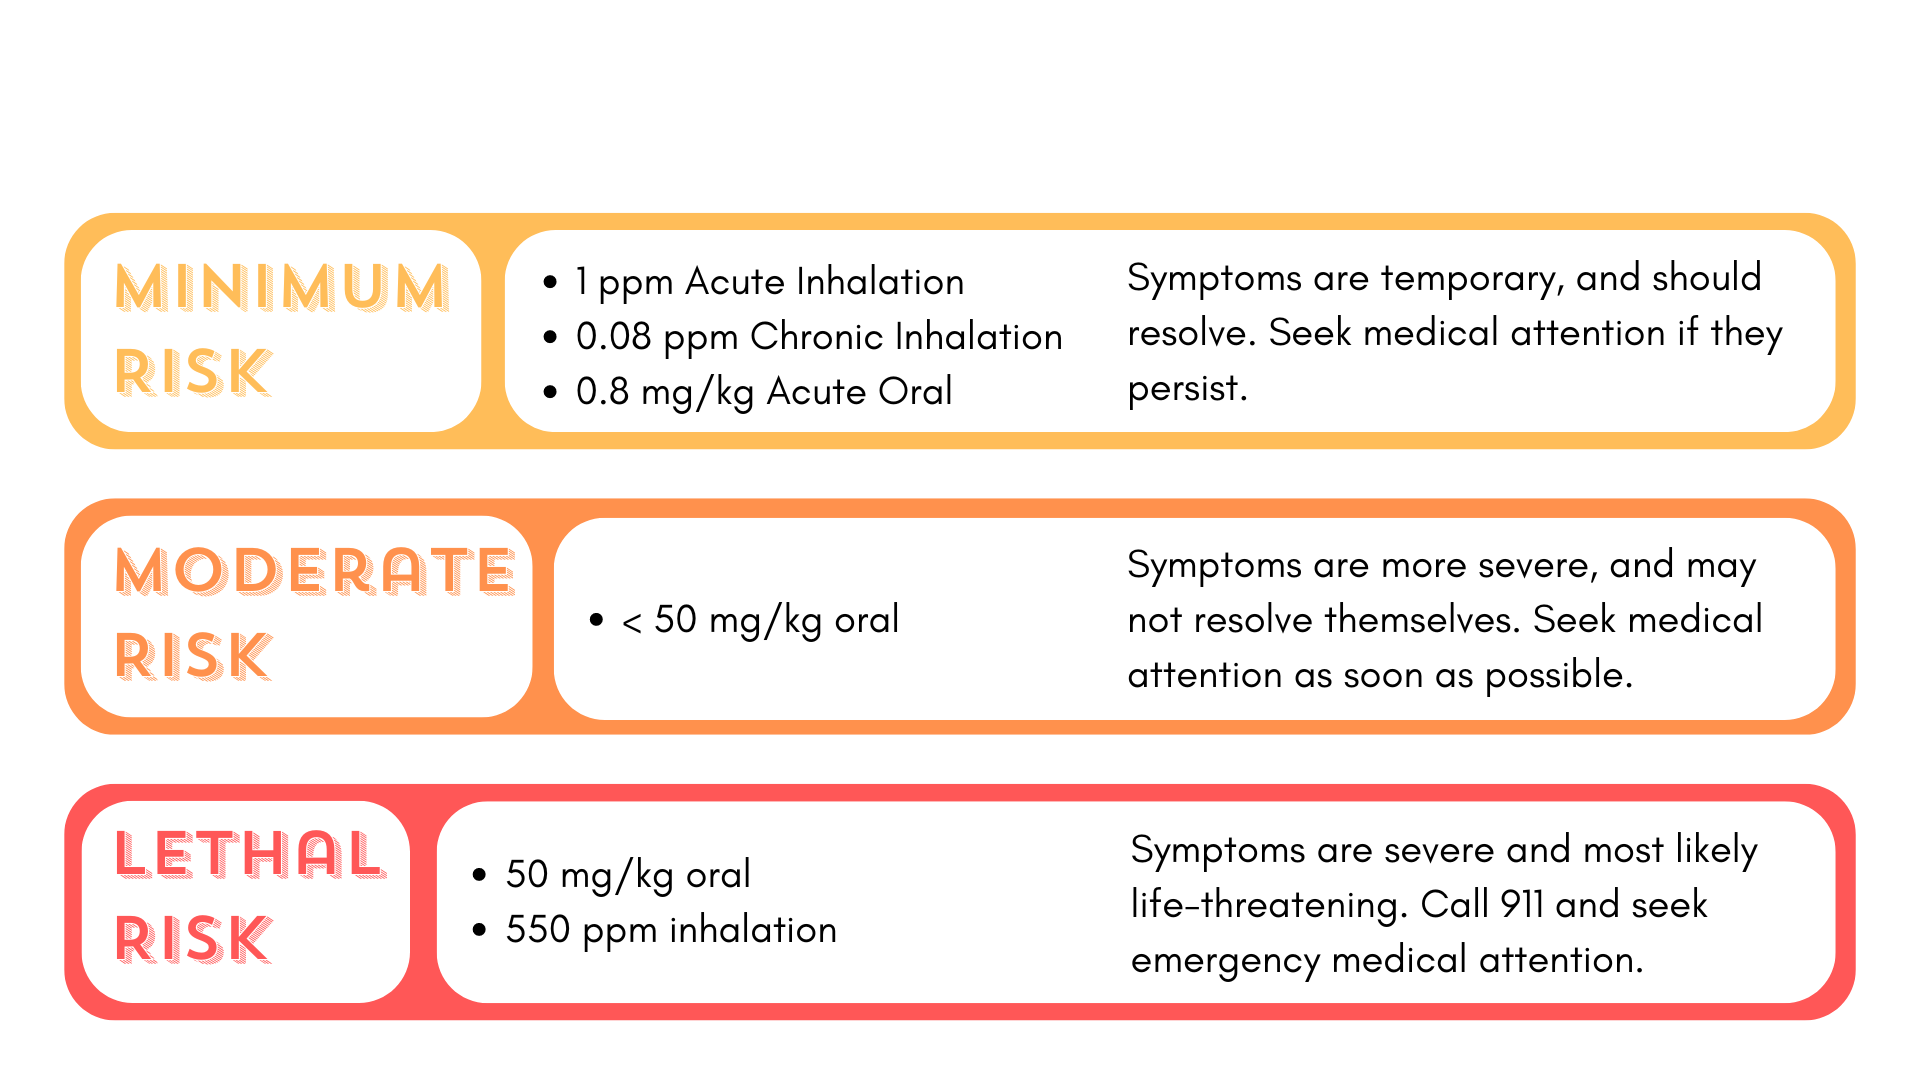 MINIMUM
RISK
• 1 ppm Acute Inhalation
• 0.08 ppm Chronic Inhalation
• 0.8 mg/kg Acute Oral
Symptoms are temporary, and should
resolve. Seek medical attention if they
persist.
MODERATE
RISK
• < 50 mg/kg oral
Symptoms are more severe, and may
not resolve themselves. Seek medical
attention as soon as possible.
LETHAL
RISK
• 50 mg/kg oral
• 550 ppm inhalation
Symptoms are severe and most likely
life-threatening. Call 911 and seek
emergency medical attention.